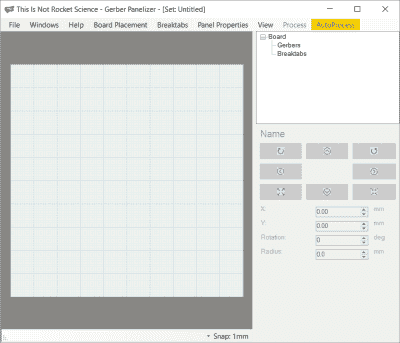 This Is Not Rocket Science - Gerber Panelizer - [Set: Untitled]
File Windows Help Board Placement Breaktabs Panel Properties View Process AutoProcess
Board
Gerbers
Breaktabs
Name
X: 0.00 mm
Y: 0.00 mm
Rotation: 0 deg
Radius: 0.0 mm
Snap: 1mm